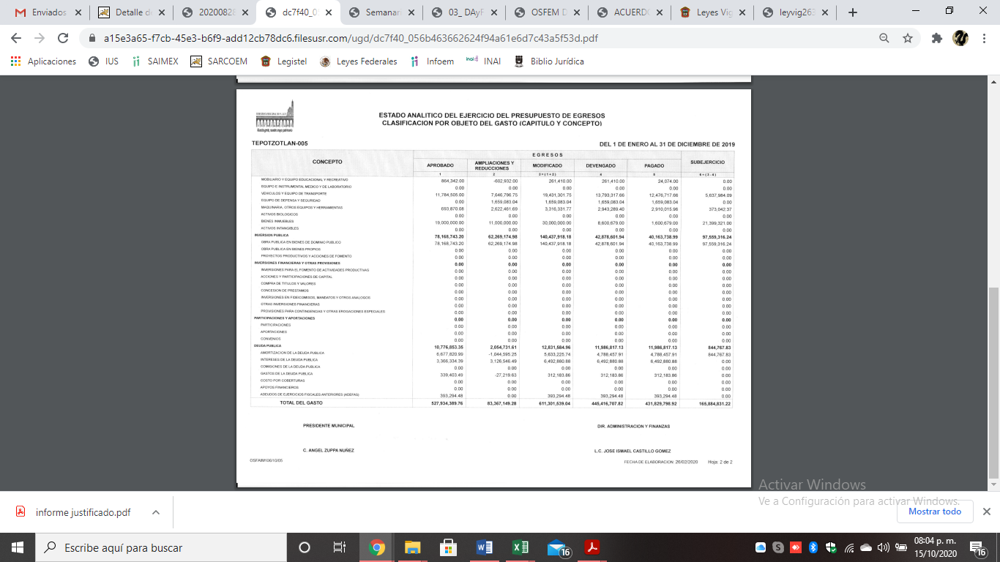 Enviados
Detalle d
20200828
dc7f40_0
Semanar
03_ DAyF
OSFEM D
ACUERDO
Leyes Vig
leyvig263
a15e3a65-f7cb-45e3-b6f9-add12cb78dc6.filesusr.com/ugd/dc7f40_056b463662624f94a61e6d7c43a5f53d.pdf
Aplicaciones IUS SAIMEX SARCOEM Legistel Leyes Federales Infoem inai INAI Biblio Jurídica
ESTADO ANALITICO DEL EJERCICIO DEL PRESUPUESTO DE EGRESOS
CLASIFICACION POR OBJETO DEL GASTO (CAPITULO Y CONCEPTO)
TEPOTZOTLAN-005 DEL 1 DE ENERO AL 31 DE DICIEMBRE DE 2019
E G R E S O S
CONCEPTO APROBADO AMPLIACIONES Y REDUCCIONES MODIFICADO DEVENGADO PAGADO SUBEJERCICIO
1 2 3 = ( 1 + 2 ) 4 5 6 = ( 3 - 4 )
MOBILIARIO Y EQUIPO EDUCACIONAL Y RECREATIVO 864,342.00 -602,932.00 261,410.00 261,410.00 24,074.00 0.00
EQUIPO E INSTRUMENTAL MEDICO Y DE LABORATORIO 0.00 0.00 0.00 0.00 0.00 0.00
VEHICULOS Y EQUIPO DE TRANSPORTE 11,784,505.00 7,646,796.75 19,431,301.75 13,793,317.66 12,476,717.66 5,637,984.09
EQUIPO DE DEFENSA Y SEGURIDAD 0.00 1,659,083.04 1,659,083.04 1,659,083.04 1,659,083.04 0.00
MAQUINARIA, OTROS EQUIPOS Y HERRAMIENTAS 693,870.08 2,622,461.69 3,316,331.77 2,943,289.40 2,910,015.96 373,042.37
ACTIVOS BIOLOGICOS 0.00 0.00 0.00 0.00 0.00 0.00
BIENES INMUEBLES 19,000,000.00 11,000,000.00 30,000,000.00 8,600,679.00 1,600,679.00 21,399,321.00
ACTIVOS INTANGIBLES 0.00 0.00 0.00 0.00 0.00 0.00
INVERSION PUBLICA 78,168,743.20 62,269,174.98 140,437,918.18 42,878,601.94 40,163,738.99 97,559,316.24
OBRA PUBLICA EN BIENES DE DOMINIO PUBLICO 78,168,743.20 62,269,174.98 140,437,918.18 42,878,601.94 40,163,738.99 97,559,316.24
OBRA PUBLICA EN BIENES PROPIOS 0.00 0.00 0.00 0.00 0.00 0.00
PROYECTOS PRODUCTIVOS Y ACCIONES DE FOMENTO 0.00 0.00 0.00 0.00 0.00 0.00
INVERSIONES FINANCIERAS Y OTRAS PROVISIONES 0.00 0.00 0.00 0.00 0.00 0.00
INVERSIONES PARA EL FOMENTO DE ACTIVIDADES PRODUCTIVAS 0.00 0.00 0.00 0.00 0.00 0.00
ACCIONES Y PARTICIPACIONES DE CAPITAL 0.00 0.00 0.00 0.00 0.00 0.00
COMPRA DE TITULOS Y VALORES 0.00 0.00 0.00 0.00 0.00 0.00
CONCESION DE PRESTAMOS 0.00 0.00 0.00 0.00 0.00 0.00
INVERSIONES EN FIDEICOMISOS, MANDATOS Y OTROS ANALOGOS 0.00 0.00 0.00 0.00 0.00 0.00
OTRAS INVERSIONES FINANCIERAS 0.00 0.00 0.00 0.00 0.00 0.00
PROVISIONES PARA CONTINGENCIAS Y OTRAS EROGACIONES ESPECIALES 0.00 0.00 0.00 0.00 0.00 0.00
PARTICIPACIONES Y APORTACIONES 0.00 0.00 0.00 0.00 0.00 0.00
PARTICIPACIONES 0.00 0.00 0.00 0.00 0.00 0.00
APORTACIONES 0.00 0.00 0.00 0.00 0.00 0.00
CONVENIOS 0.00 0.00 0.00 0.00 0.00 0.00
DEUDA PUBLICA 10,776,853.35 2,054,731.61 12,831,584.96 11,986,817.13 11,986,817.13 844,767.83
AMORTIZACION DE LA DEUDA PUBLICA 6,677,820.99 -1,044,595.25 5,633,225.74 4,788,457.91 4,788,457.91 844,767.83
INTERESES DE LA DEUDA PUBLICA 3,366,334.39 3,126,546.49 6,492,880.88 6,492,880.88 6,492,880.88 0.00
COMISIONES DE LA DEUDA PUBLICA 0.00 0.00 0.00 0.00 0.00 0.00
GASTOS DE LA DEUDA PUBLICA 339,403.49 -27,219.63 312,183.86 312,183.86 312,183.86 0.00
COSTO POR COBERTURAS 0.00 0.00 0.00 0.00 0.00 0.00
APOYOS FINANCIEROS 0.00 0.00 0.00 0.00 0.00 0.00
ADEUDOS DE EJERCICIOS FISCALES ANTERIORES (ADEFAS) 393,294.48 0.00 393,294.48 393,294.48 393,294.48 0.00
TOTAL DEL GASTO 527,934,389.76 83,367,149.28 611,301,539.04 445,416,707.82 431,829,798.92 165,884,831.22
PRESIDENTE MUNICIPAL DIR. ADMINISTRACION Y FINANZAS
C. ANGEL ZUPPA NUÑEZ L.C. JOSE ISMAEL CASTILLO GOMEZ
OSFAIM106/10/05 FECHA DE ELABORACION: 26/02/2020 Hoja: 2 de 2
Activar Windows
Ve a Configuración para activar Windows.
informe justificado.pdf
Mostrar todo
Escribe aquí para buscar
16
08:04 p. m.
15/10/2020
16